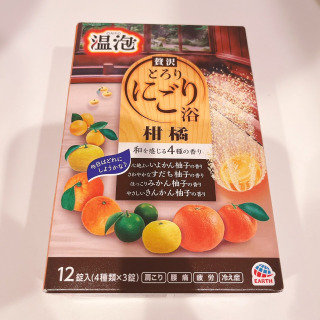 温泡
贅沢
とろり
にごり
浴
柑橘
和を感じる4種の香り
今日はどれに
しようかな?
いよかん柚子の香り
さわやかなすだち柚子の香り
ほっこりみかん柚子の香り
やさしいきんかん柚子の香り
12錠入(4種類×3錠)
肩こり 腰痛 疲労 冷え症
EARTH